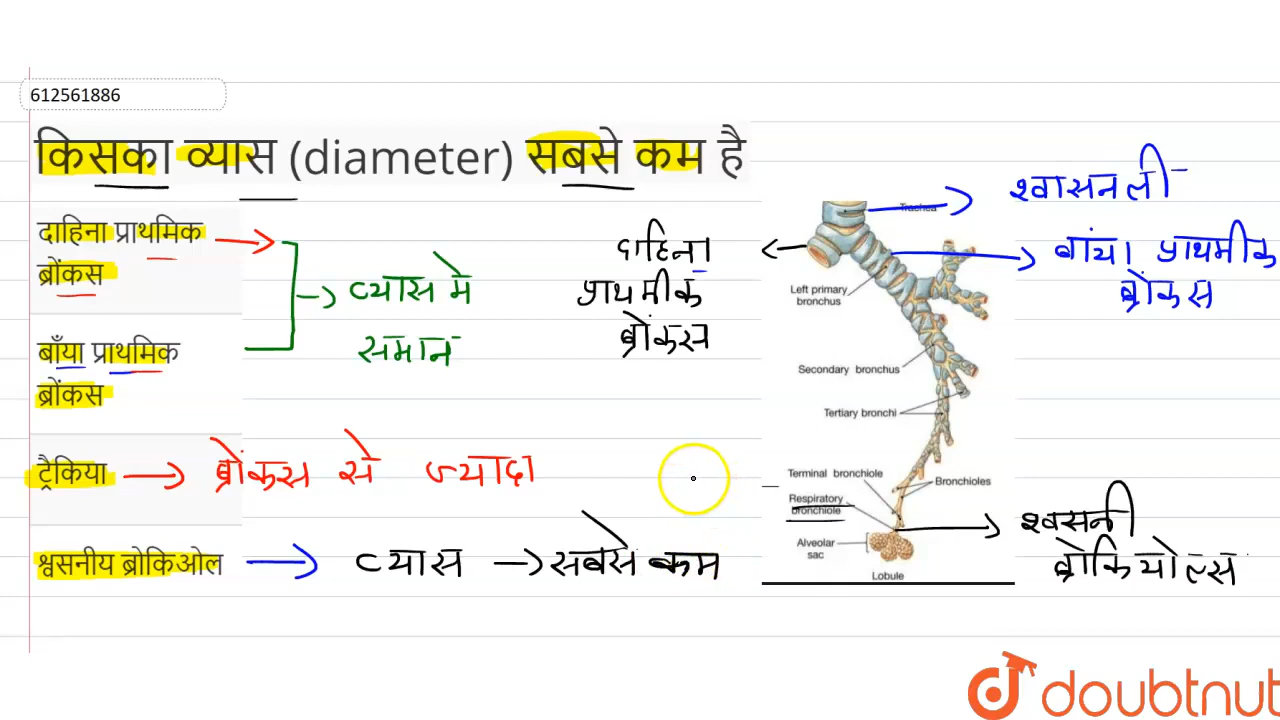 612561886
किसका व्यास (diameter) सबसे कम है
दाहिना प्राथमिक
ब्रोंकस
बाँया प्राथमिक
ब्रोंकस
ट्रैकिया
श्वसनीय ब्रोकिओल
व्यास मे
समान
ब्रोंकस से ज्यादा
व्यास → सबसे कम
दाहिना
प्राथमीक
ब्रोंकस
Trachea
Left primary
bronchus
Secondary bronchus
Tertiary bronchi
Terminal bronchiole
Bronchioles
Respiratory
bronchiole
Alveolar
sac
Lobule
श्वासनली
बांया प्राथमीक
ब्रोंकस
श्वसनी
ब्रोकियोल्स
doubtnut